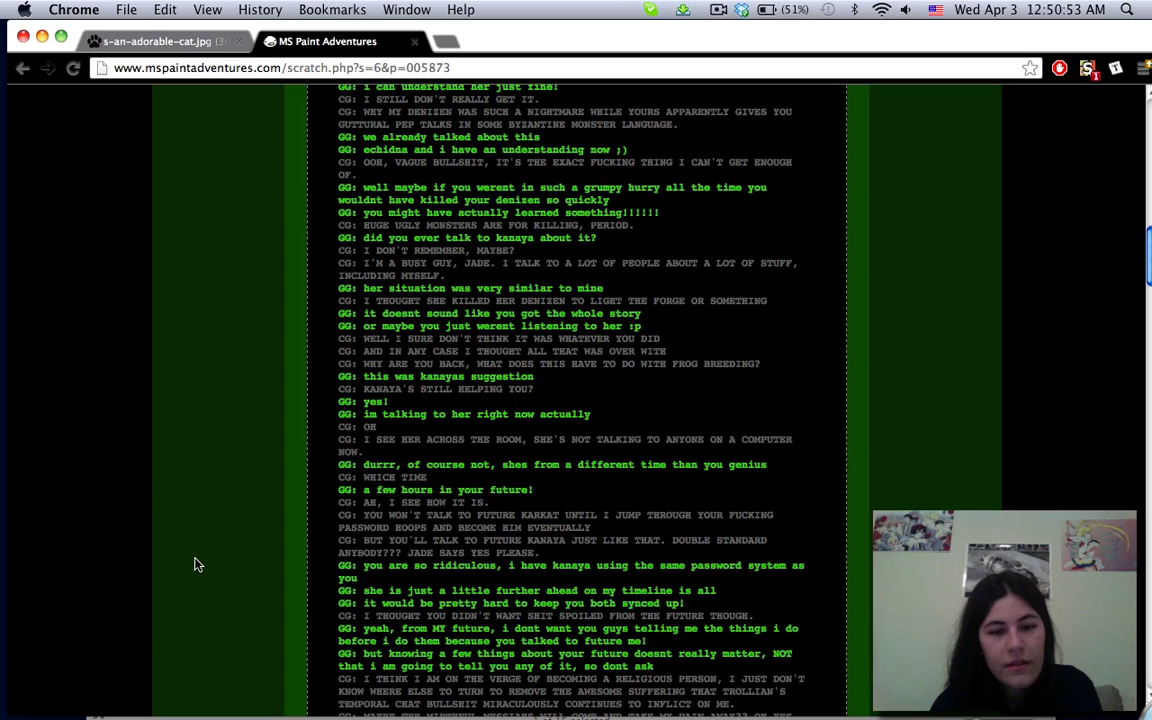 Chrome File Edit View History Bookmarks Window Help (51%) Wed Apr 3 12:50:53 AM
s-an-adorable-cat.jpg (3 MS Paint Adventures
www.mspaintadventures.com/scratch.php?s=6&p=005873
GG: i can understand her just fine!
CG: I STILL DON'T REALLY GET IT.
CG: WHY MY DENIZEN WAS SUCH A NIGHTMARE WHILE YOURS APPARENTLY GIVES YOU
GUTTURAL PEP TALKS IN SOME BYZANTINE MONSTER LANGUAGE.
GG: we already talked about this
GG: echidna and i have an understanding now ;)
CG: OOH, VAGUE BULLSHIT, IT'S THE EXACT FUCKING THING I CAN'T GET ENOUGH
OF.
GG: well maybe if you werent in such a grumpy hurry all the time you
wouldnt have killed your denizen so quickly
GG: you might have actually learned something!!!!!!
CG: HUGE UGLY MONSTERS ARE FOR KILLING, PERIOD.
GG: did you ever talk to kanaya about it?
CG: I DON'T REMEMBER, MAYBE?
CG: I'M A BUSY GUY, JADE. I TALK TO A LOT OF PEOPLE ABOUT A LOT OF STUFF,
INCLUDING MYSELF.
GG: her situation was very similar to mine
CG: I THOUGHT SHE KILLED HER DENIZEN TO LIGHT THE FORGE OR SOMETHING
GG: it doesnt sound like you got the whole story
GG: or maybe you just werent listening to her :p
CG: WELL I SURE DON'T THINK IT WAS WHATEVER YOU DID
CG: AND IN ANY CASE I THOUGHT ALL THAT WAS OVER WITH
CG: WHY ARE YOU BACK, WHAT DOES THIS HAVE TO DO WITH FROG BREEDING?
GG: this was kanayas suggestion
CG: KANAYA'S STILL HELPING YOU?
GG: yes!
GG: im talking to her right now actually
CG: OH
CG: I SEE HER ACROSS THE ROOM, SHE'S NOT TALKING TO ANYONE ON A COMPUTER
NOW.
GG: durrr, of course not, shes from a different time than you genius
CG: WHICH TIME
GG: a few hours in your future!
CG: AH, I SEE HOW IT IS.
CG: YOU WON'T TALK TO FUTURE KARKAT UNTIL I JUMP THROUGH YOUR FUCKING
PASSWORD HOOPS AND BECOME HIM EVENTUALLY
CG: BUT YOU'LL TALK TO FUTURE KANAYA JUST LIKE THAT. DOUBLE STANDARD
ANYBODY??? JADE SAYS YES PLEASE.
GG: you are so ridiculous, i have kanaya using the same password system as
you
GG: she is just a little further ahead on my timeline is all
GG: it would be pretty hard to keep you both synced up!
CG: I THOUGHT YOU DIDN'T WANT SHIT SPOILED FROM THE FUTURE THOUGH.
GG: yeah, from MY future, i dont want you guys telling me the things i do
before i do them because you talked to future me!
GG: but knowing a few things about your future doesnt really matter, NOT
that i am going to tell you any of it, so dont ask
CG: I THINK I AM ON THE VERGE OF BECOMING A RELIGIOUS PERSON, I JUST DON'T
KNOW WHERE ELSE TO TURN TO REMOVE THE AWESOME SUFFERING THAT TROLLIAN'S
TEMPORAL CHAT BULLSHIT MIRACULOUSLY CONTINUES TO INFLICT ON ME.